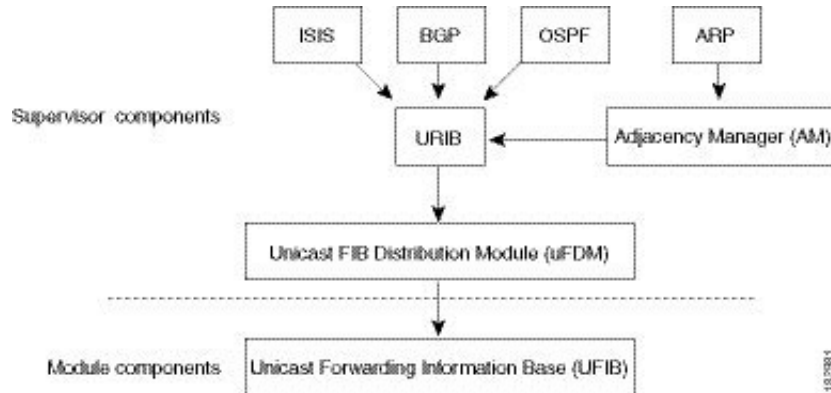 ISIS
BGP
OSPF
ARP
Supervisor components
URIB
Adjacency Manager (AM)
Unicast FIB Distribution Module (uFDM)
Module components
Unicast Forwarding Information Base (UFIB)